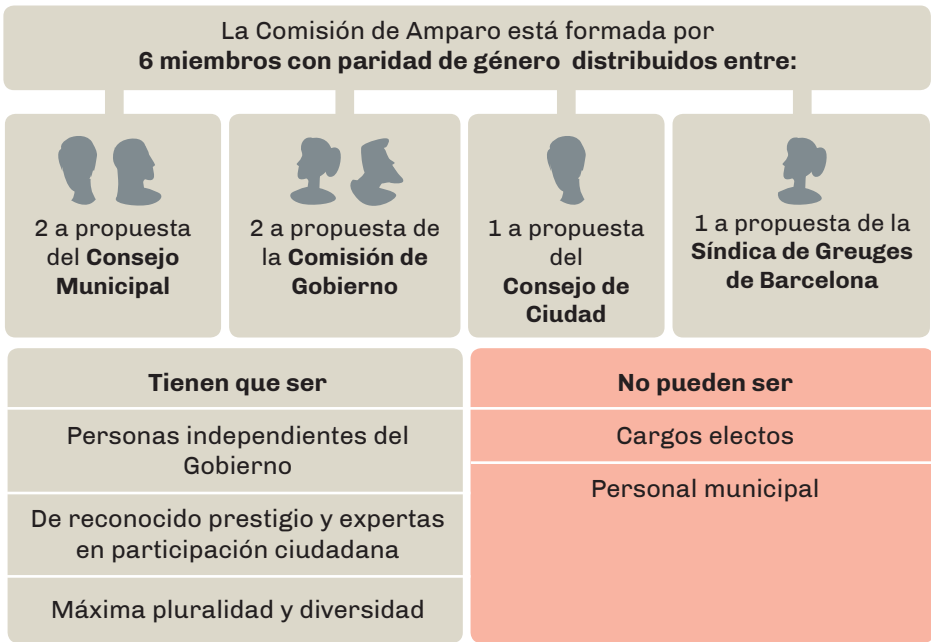 La Comisión de Amparo está formada por
6 miembros con paridad de género distribuidos entre:
2 a propuesta
del Consejo
Municipal
2 a propuesta de
la Comisión de
Gobierno
1 a propuesta
del
Consejo de
Ciudad
1 a propuesta de la
Síndica de Greuges
de Barcelona
Tienen que ser
Personas independientes del
Gobierno
De reconocido prestigio y expertas
en participación ciudadana
Máxima pluralidad y diversidad
No pueden ser
Cargos electos
Personal municipal